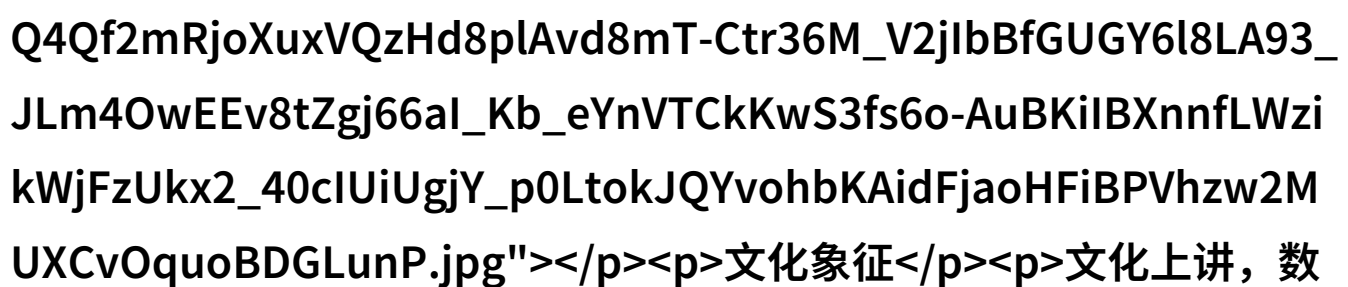 Q4Qf2mRjoXuxVQzHd8plAvd8mT-Ctr36M_V2jIbBfGUGY6l8LA93_
JLm4OwEEv8tZgj66aI_Kb_eYnVTCkKwS3fs6o-AuBKiIBXnnfLWzi
kWjFzUkx2_40cIUiUgjY_p0LtokJQYvohbKAidFjaoHFiBPVhzw2M
UXCvOquoBDGLunP.jpg"></p><p>文化象征</p><p>文化上讲，数